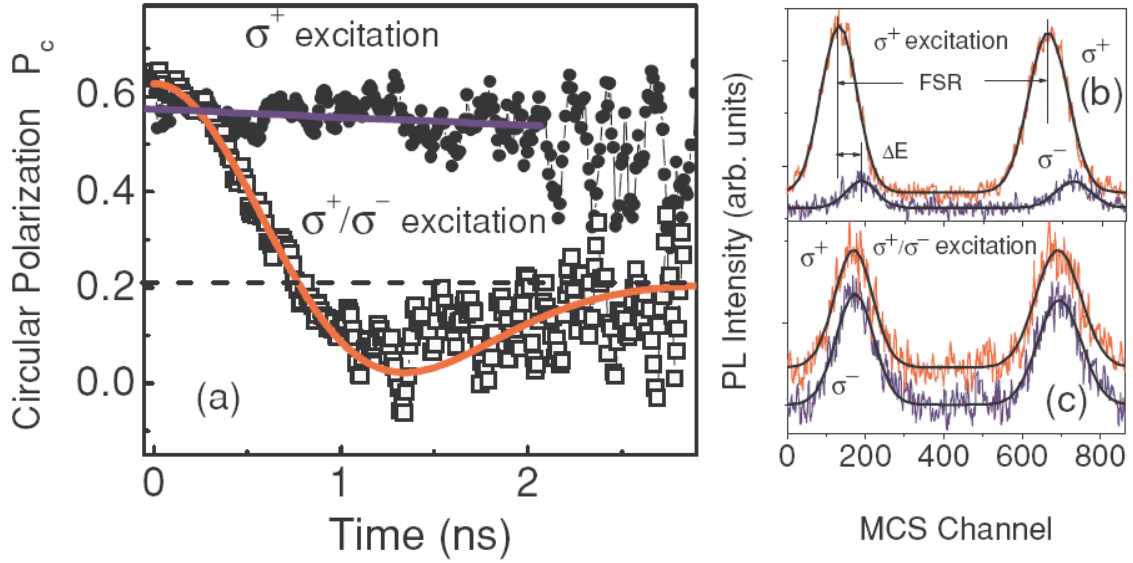 σ⁺ excitation
σ⁺/σ⁻ excitation
(a)
Circular Polarization P_c
0.6
0.4
0.2
0.0
0 1 2
Time (ns)
σ⁺ excitation
σ⁺
FSR
(b)
ΔE
σ⁻
σ⁺ σ⁺/σ⁻ excitation
σ⁻
(c)
PL Intensity (arb. units)
0 200 400 600 800
MCS Channel